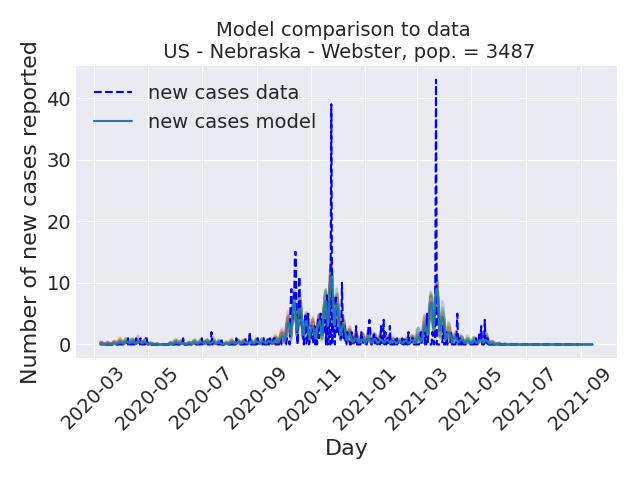 Model comparison to data
US - Nebraska - Webster, pop. = 3487
Number of new cases reported
40
30
20
10
0
new cases data
new cases model
2020-03
2020-05
2020-07
2020-09
2020-11
2021-01
2021-03
2021-05
2021-07
2021-09
Day